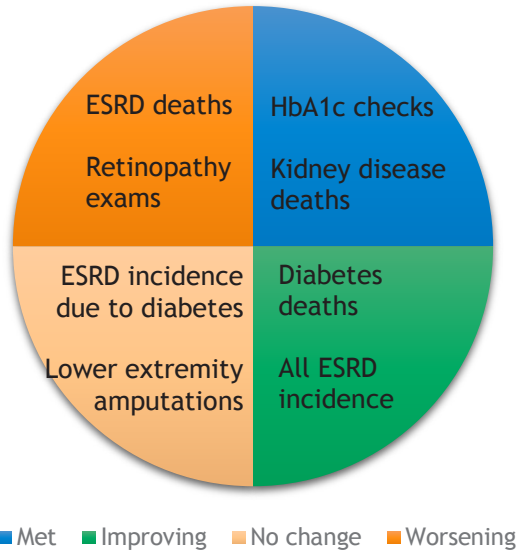 ESRD deaths
Retinopathy
exams
HbA1c checks
Kidney disease
deaths
ESRD incidence
due to diabetes
Lower extremity
amputations
Diabetes
deaths
All ESRD
incidence
Met Improving No change Worsening